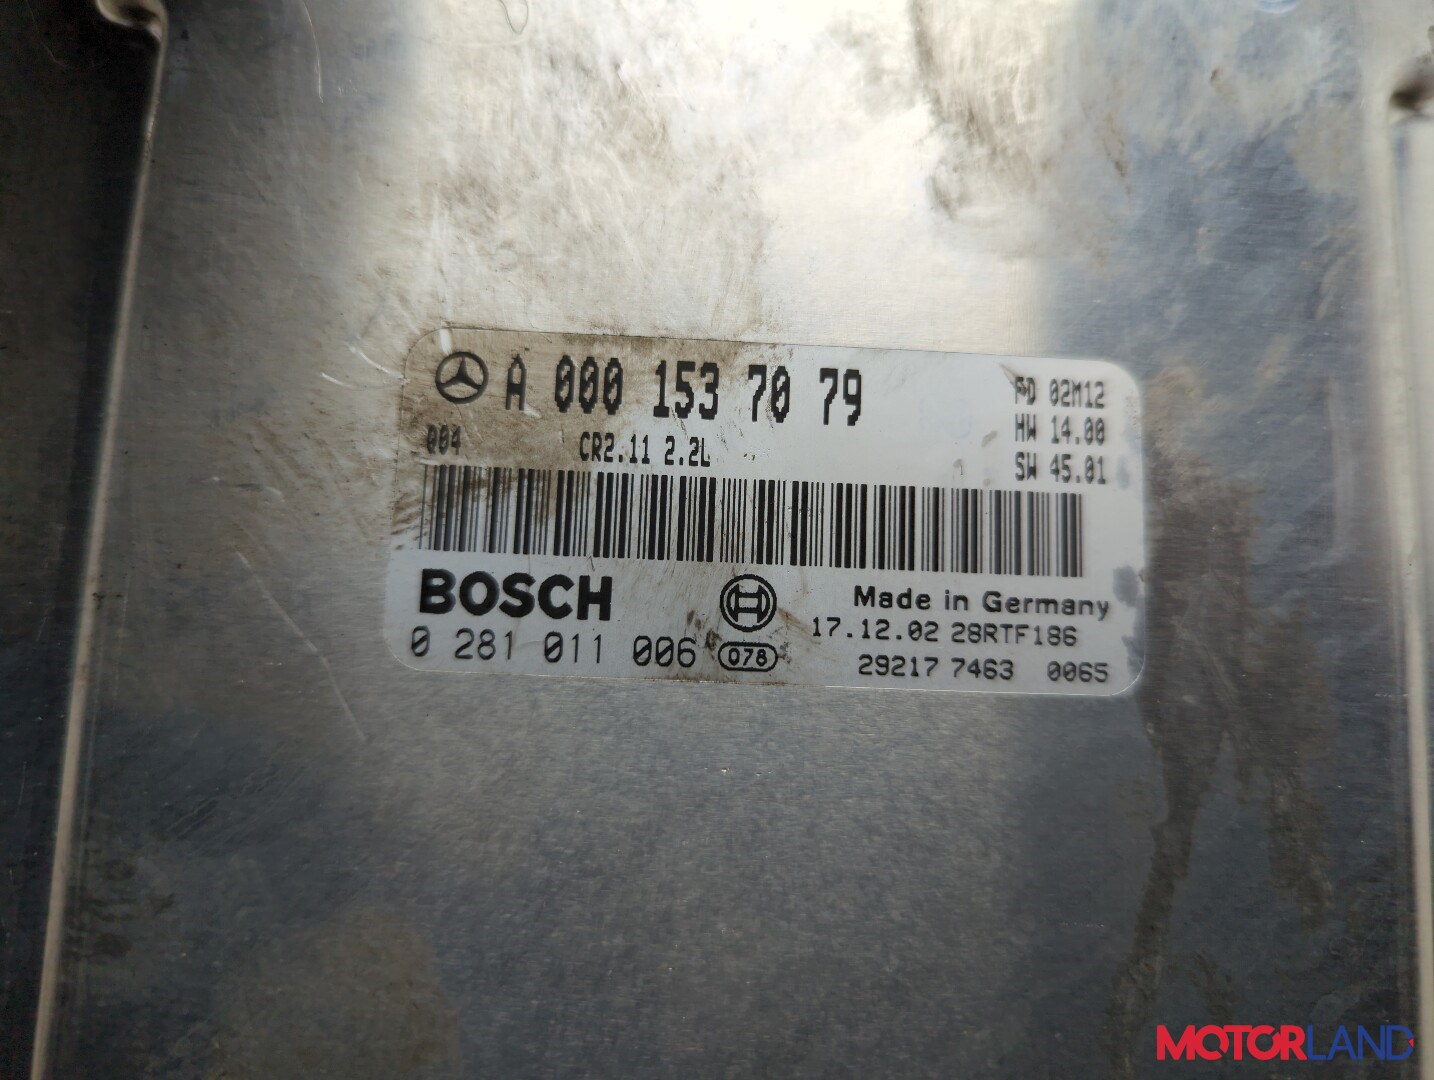 A 000 153 70 79
PD 02M12
HW 14.00
004 CR2.11 2.2L
SW 45.01
BOSCH
Made in Germany
17.12.02 28RTF186
0 281 011 006 078
29217 7463 0065
MOTORLAND